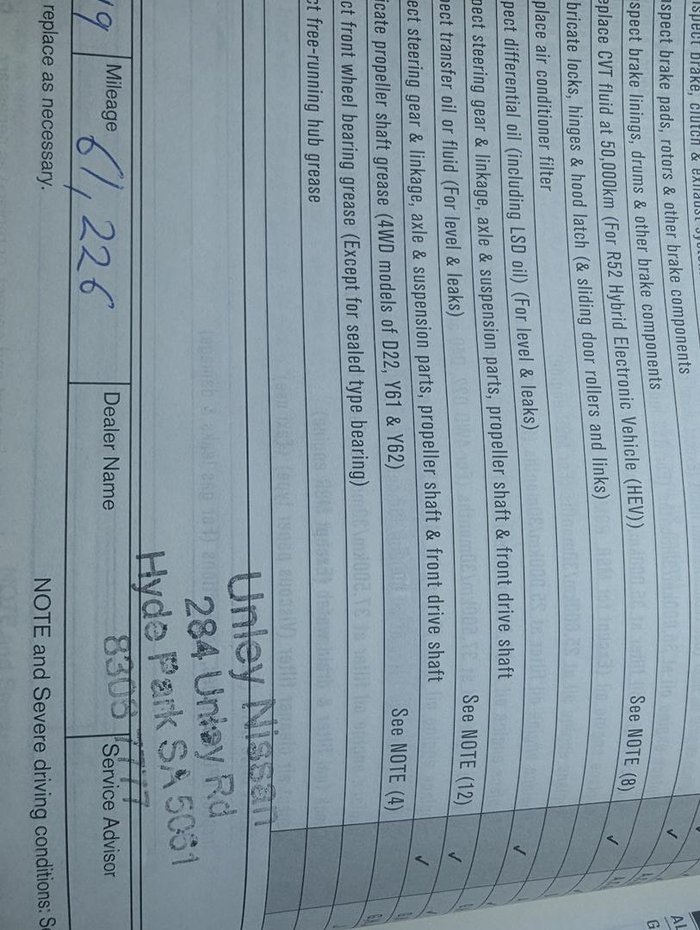 spect brake pads, rotors & other brake components
spect brake linings, drums & other brake components See NOTE (8)
eplace CVT fluid at 50,000km (For R52 Hybrid Electronic Vehicle (HEV))
bricate locks, hinges & hood latch (& sliding door rollers and links)
place air conditioner filter
pect differential oil (including LSD oil) (For level & leaks)
pect steering gear & linkage, axle & suspension parts, propeller shaft & front drive shaft See NOTE (12)
ect transfer oil or fluid (For level & leaks)
ect steering gear & linkage, axle & suspension parts, propeller shaft & front drive shaft See NOTE (4)
icate propeller shaft grease (4WD models of D22, Y61 & Y62)
ct front wheel bearing grease (Except for sealed type bearing)
ct free-running hub grease
Unley Nissan
284 Unley Rd
Hyde Park SA 5061
8306 7777
19 Mileage 61,226 Dealer Name Service Advisor
replace as necessary. NOTE and Severe driving conditions: